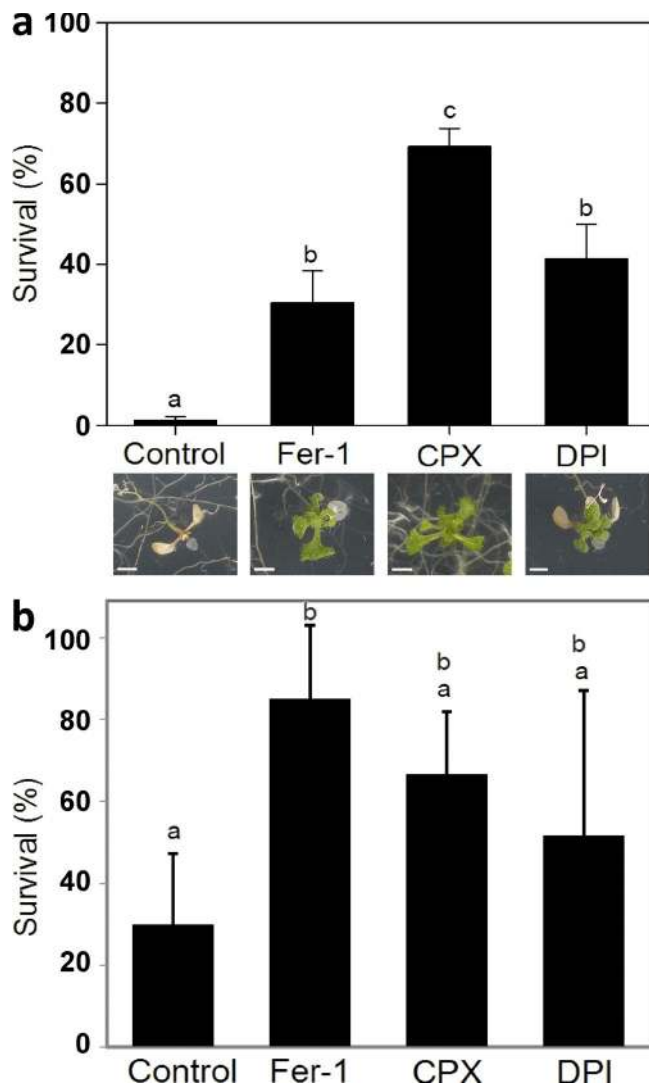 a
Survival (%)
100
80
60
40
20
0
a
b
c
b
Control Fer-1 CPX DPI
b
Survival (%)
100
80
60
40
20
0
a
b
b
a
b
a
Control Fer-1 CPX DPI